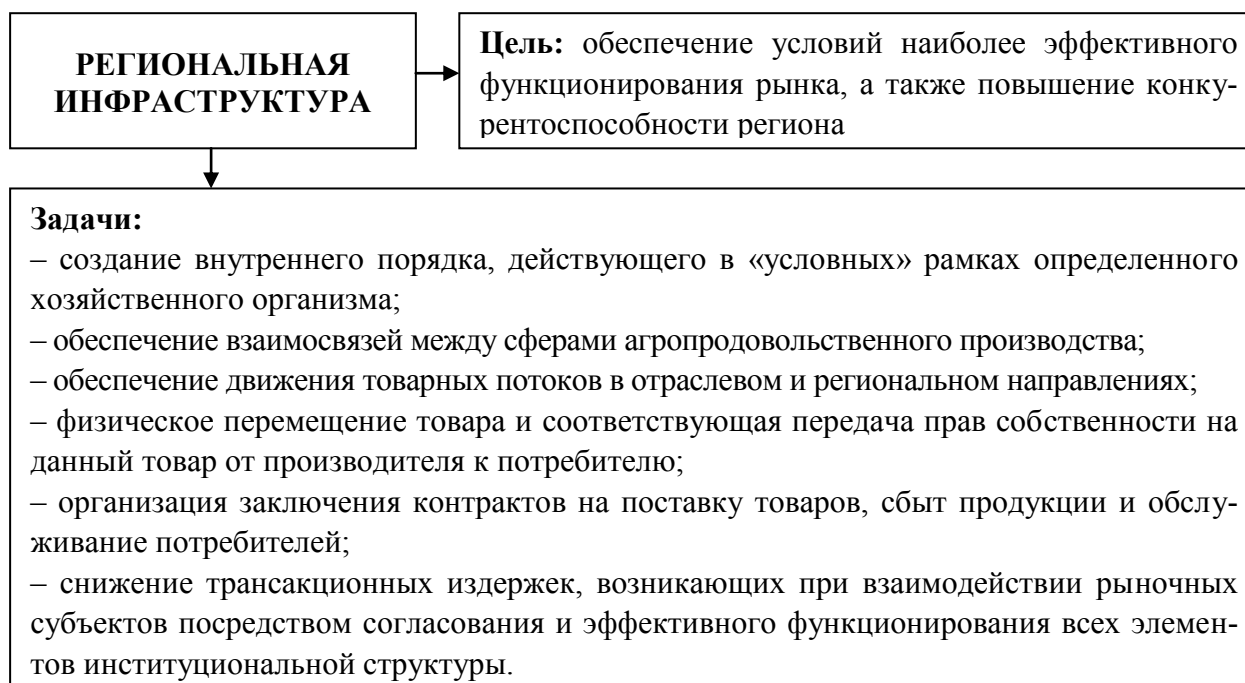 РЕГИОНАЛЬНАЯ
ИНФРАСТРУКТУРА
Цель: обеспечение условий наиболее эффективного
функционирования рынка, а также повышение конку-
рентоспособности региона
Задачи:
– создание внутреннего порядка, действующего в «условных» рамках определенного
хозяйственного организма;
– обеспечение взаимосвязей между сферами агропродовольственного производства;
– обеспечение движения товарных потоков в отраслевом и региональном направлениях;
– физическое перемещение товара и соответствующая передача прав собственности на
данный товар от производителя к потребителю;
– организация заключения контрактов на поставку товаров, сбыт продукции и обслу-
живание потребителей;
– снижение трансакционных издержек, возникающих при взаимодействии рыночных
субъектов посредством согласования и эффективного функционирования всех элемен-
тов институциональной структуры.